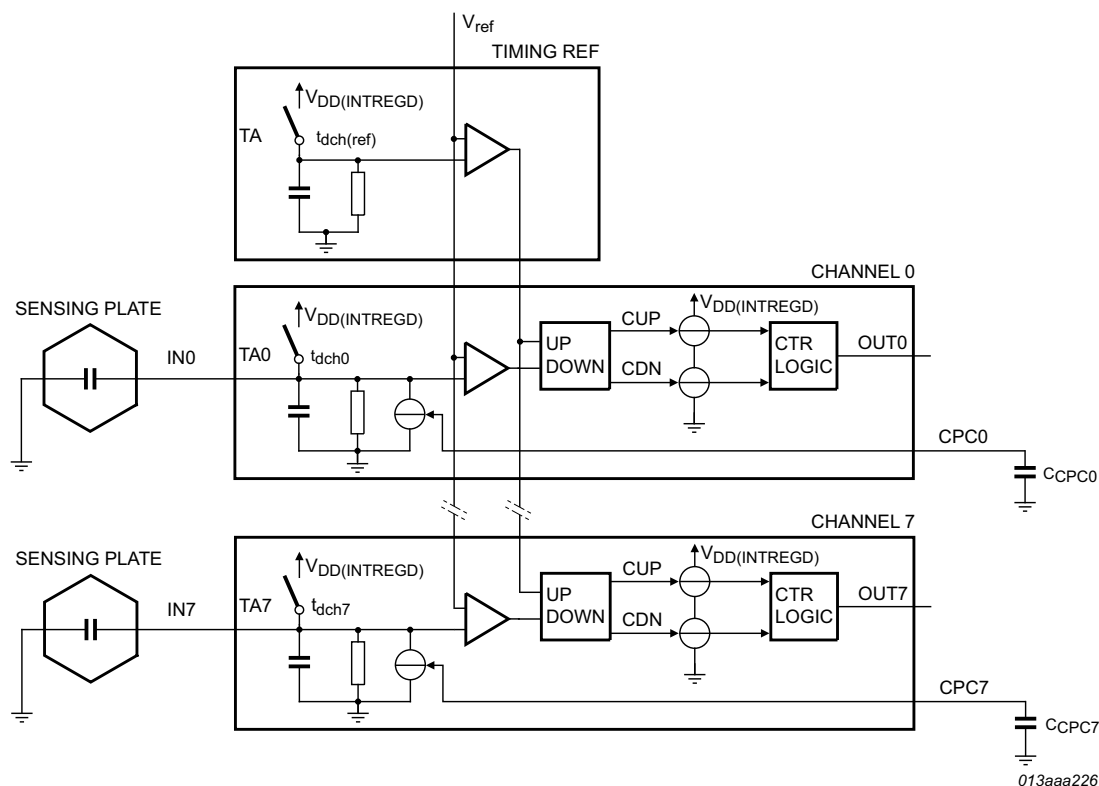 Vref
TIMING REF
VDD(INTREGD)
TA
tdch(ref)
CHANNEL 0
SENSING PLATE
VDD(INTREGD)
VDD(INTREGD)
IN0
TA0
tdch0
UP
DOWN
CUP
CDN
CTR
LOGIC
OUT0
CPC0
CCPC0
CHANNEL 7
SENSING PLATE
VDD(INTREGD)
VDD(INTREGD)
IN7
TA7
tdch7
UP
DOWN
CUP
CDN
CTR
LOGIC
OUT7
CPC7
CCPC7
013aaa226